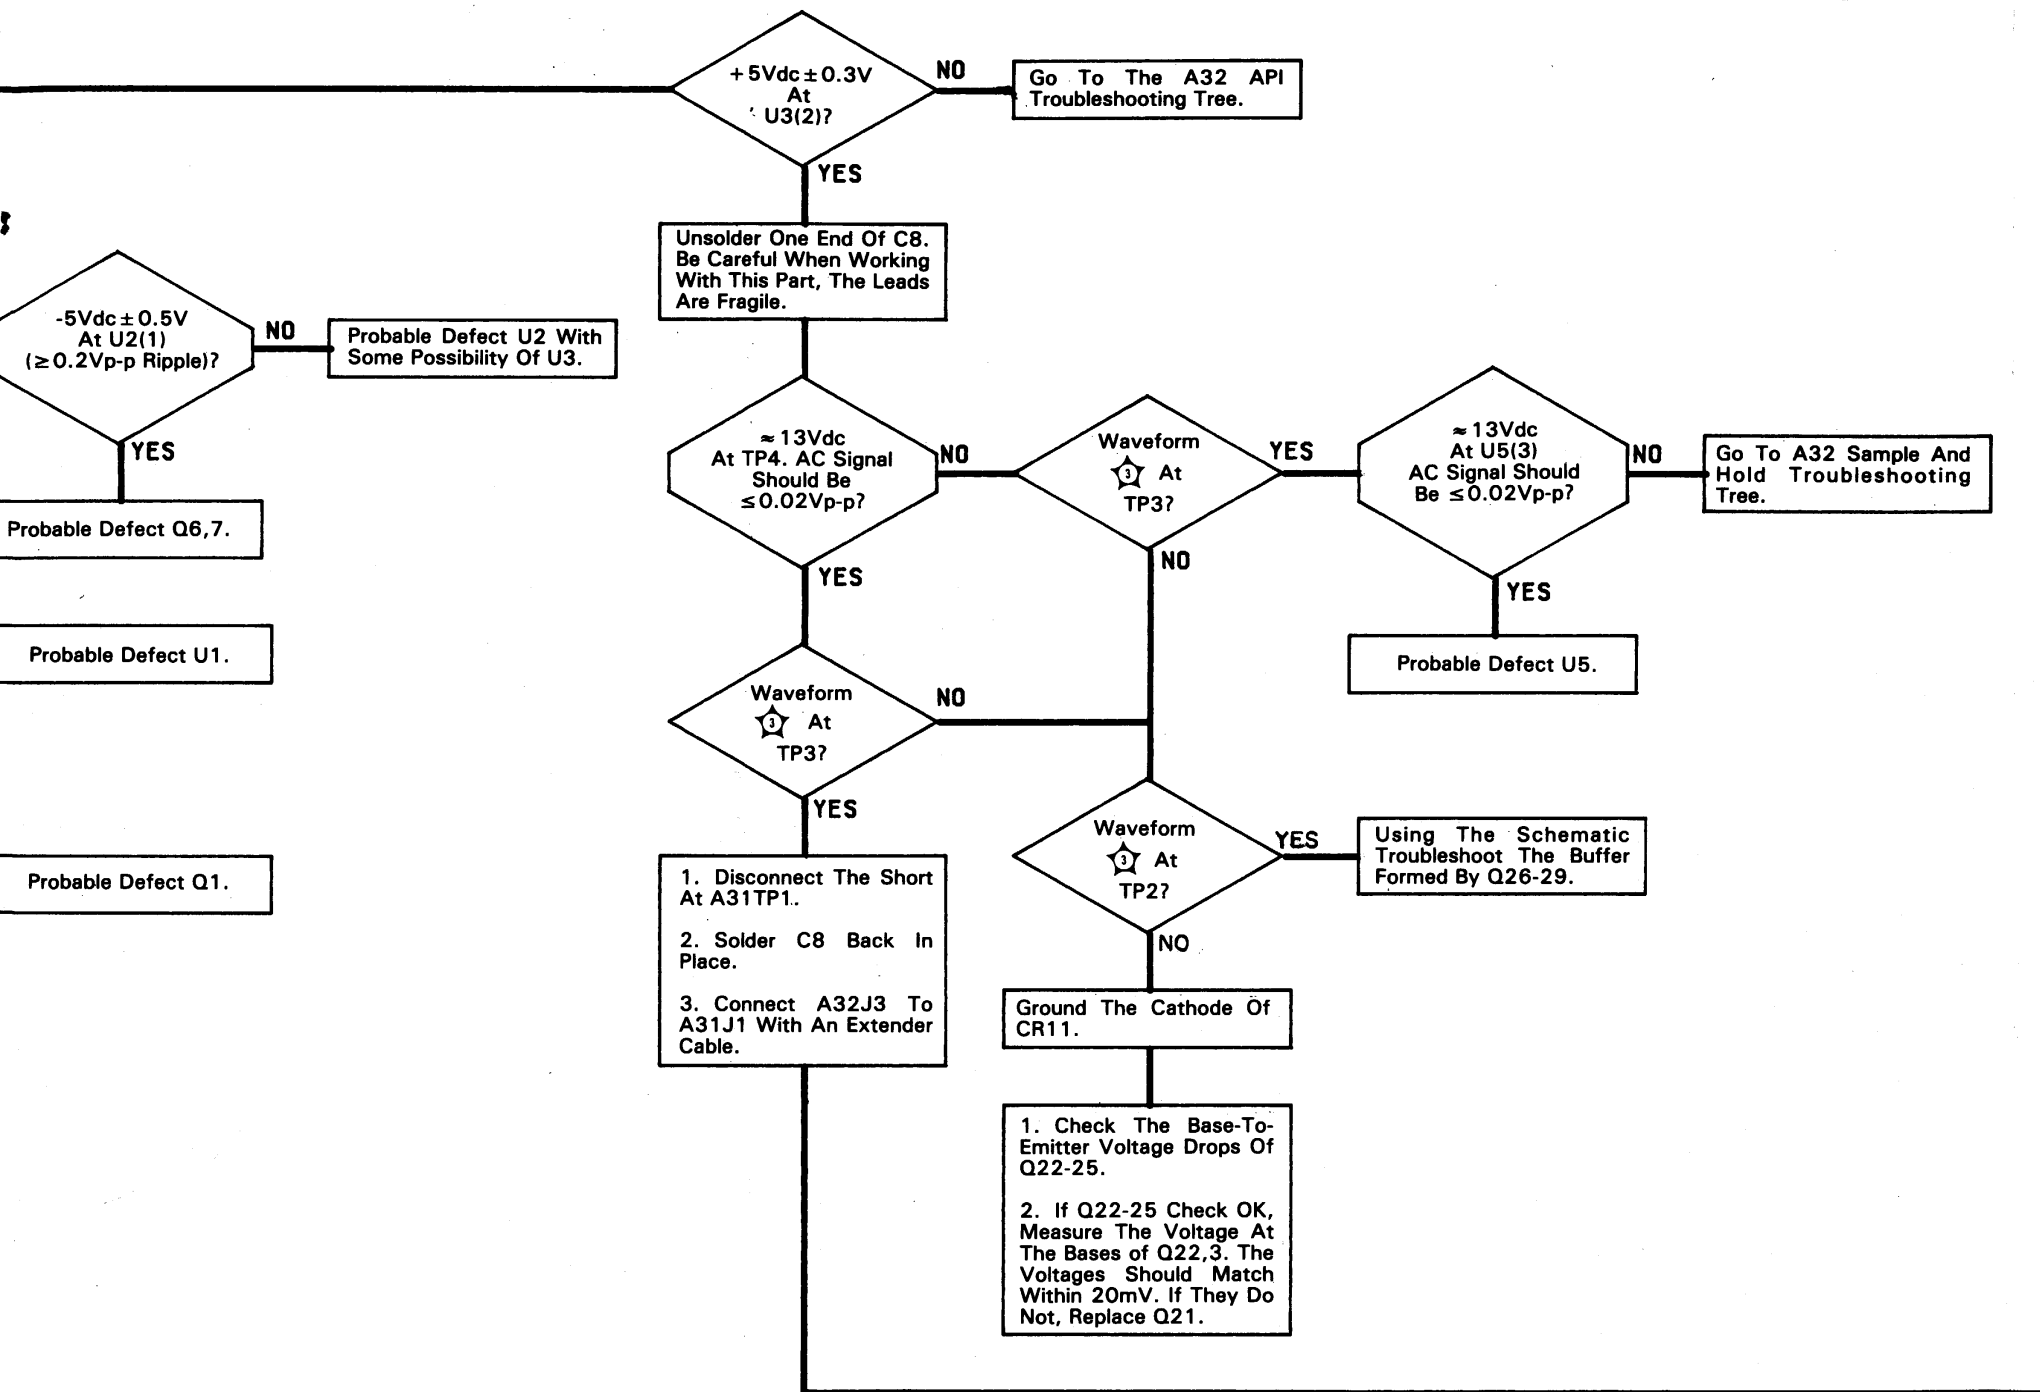 +5Vdc±0.3V
At
U3(2)?
NO
Go To The A32 API
Troubleshooting Tree.
YES
Unsolder One End Of C8.
Be Careful When Working
With This Part, The Leads
Are Fragile.
-5Vdc±0.5V
At U2(1)
(≥0.2Vp-p Ripple)?
NO
Probable Defect U2 With
Some Possibility Of U3.
YES
Probable Defect Q6,7.
Probable Defect U1.
Probable Defect Q1.
≈13Vdc
At TP4. AC Signal
Should Be
≤0.02Vp-p?
NO
Waveform
3 At
TP3?
YES
≈13Vdc
At U5(3)
AC Signal Should
Be ≤0.02Vp-p?
NO
Go To A32 Sample And
Hold Troubleshooting
Tree.
YES
NO
YES
Probable Defect U5.
Waveform
3 At
TP3?
NO
YES
Waveform
3 At
TP2?
YES
Using The Schematic
Troubleshoot The Buffer
Formed By Q26-29.
1. Disconnect The Short
At A31TP1.
2. Solder C8 Back In
Place.
3. Connect A32J3 To
A31J1 With An Extender
Cable.
NO
Ground The Cathode Of
CR11.
1. Check The Base-To-
Emitter Voltage Drops Of
Q22-25.
2. If Q22-25 Check OK,
Measure The Voltage At
The Bases of Q22,3. The
Voltages Should Match
Within 20mV. If They Do
Not, Replace Q21.